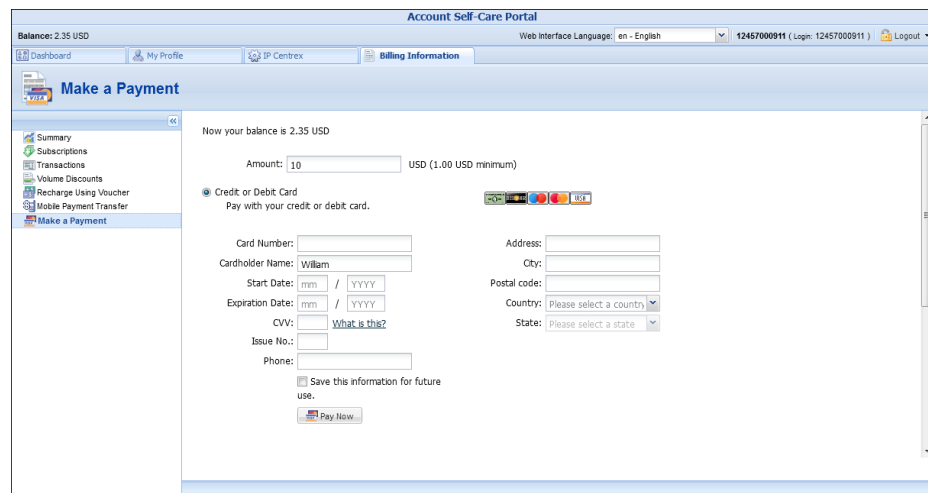 Account Self-Care Portal
Balance: 2.35 USD
Web Interface Language: en - English
12457000911 ( Login: 12457000911 )
Logout
Dashboard
My Profile
IP Centrex
Billing Information
VISA
Make a Payment
Summary
Subscriptions
Transactions
Volume Discounts
Recharge Using Voucher
Mobile Payment Transfer
Make a Payment
Now your balance is 2.35 USD
Amount: 10 USD (1.00 USD minimum)
Credit or Debit Card
Pay with your credit or debit card.
VISA
Card Number:
Cardholder Name: William
Start Date: mm / YYYY
Expiration Date: mm / YYYY
CVV: What is this?
Issue No.:
Phone:
Address:
City:
Postal code:
Country: Please select a country
State: Please select a state
Save this information for future
use.
Pay Now